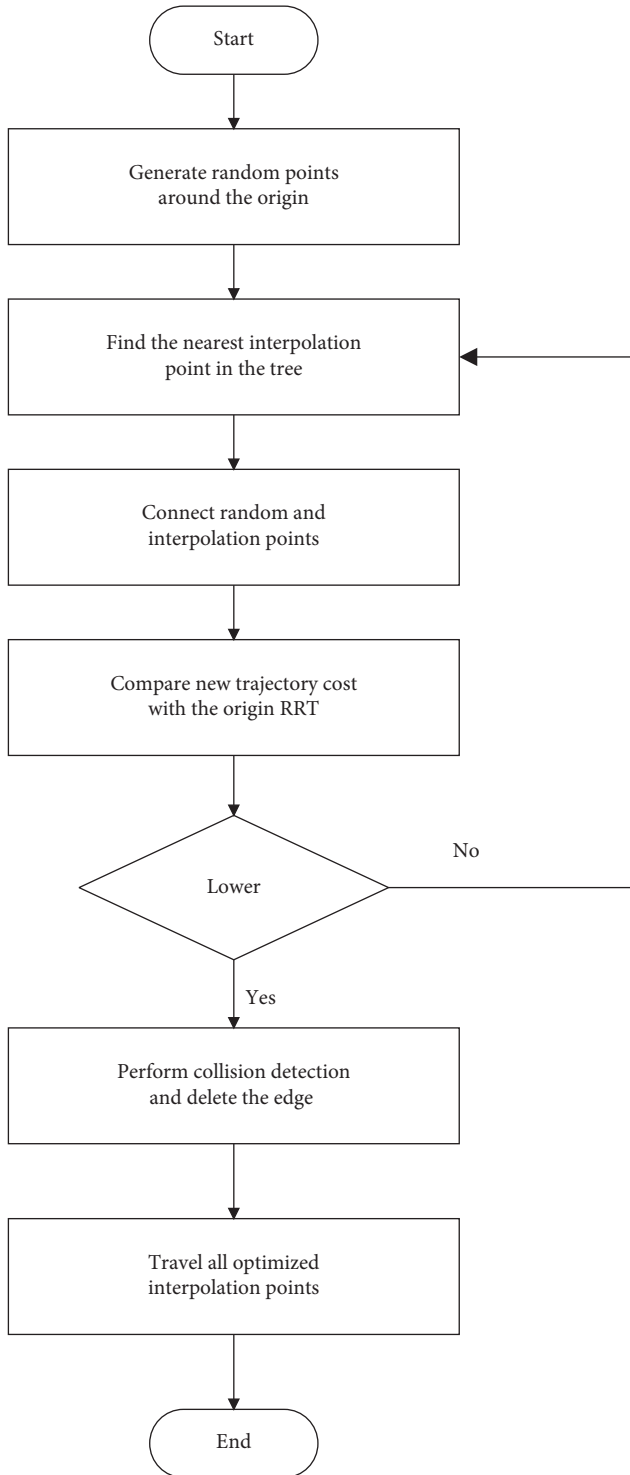 Start
Generate random points
around the origin
Find the nearest interpolation
point in the tree
Connect random and
interpolation points
Compare new trajectory cost
with the origin RRT
No
Lower
Yes
Perform collision detection
and delete the edge
Travel all optimized
interpolation points
End